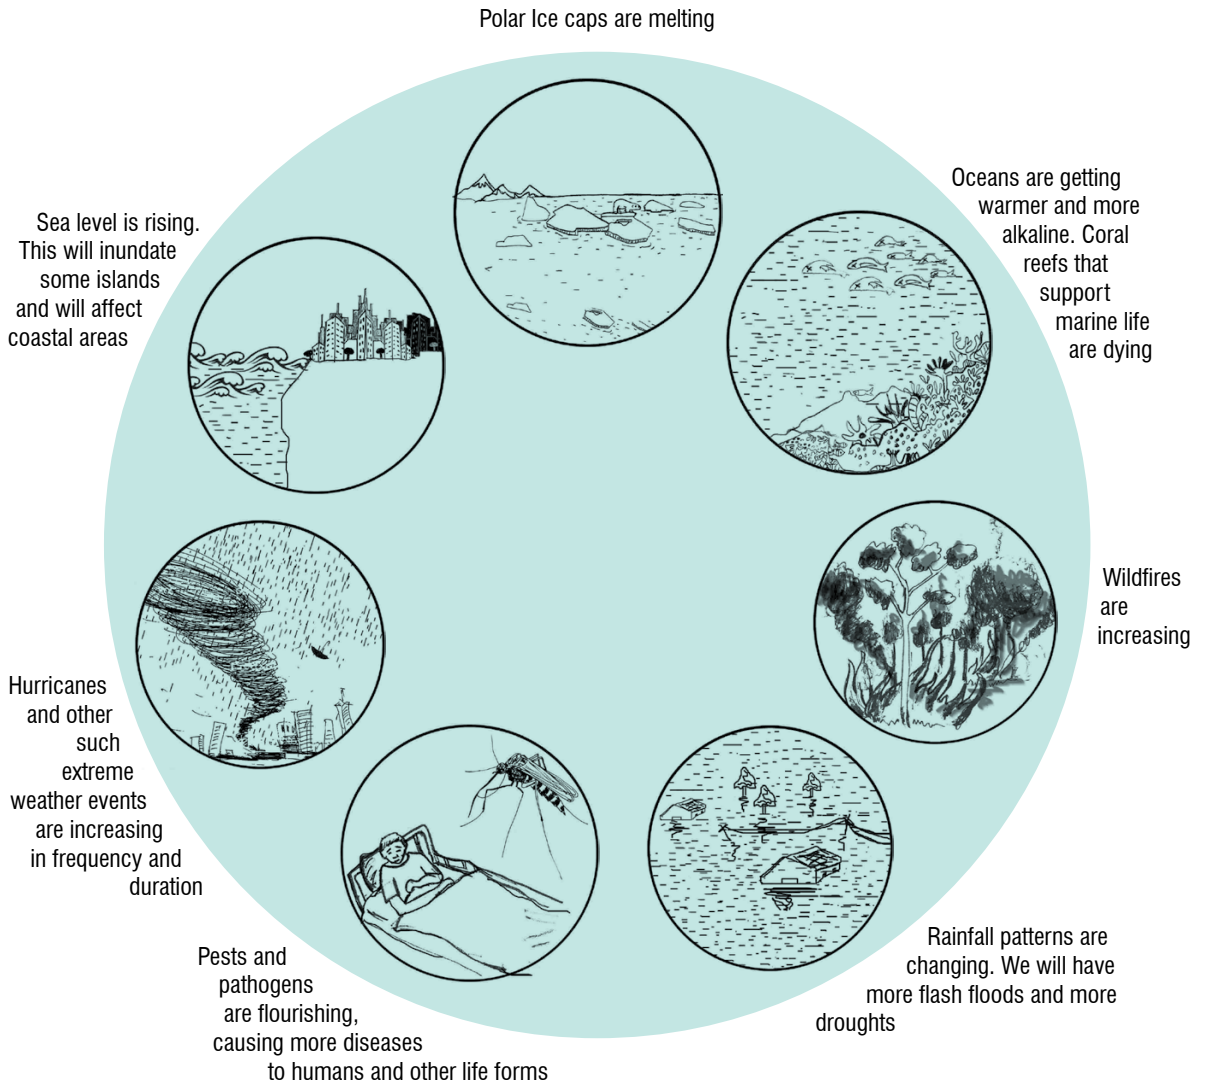 Polar Ice caps are melting
Oceans are getting
warmer and more
alkaline. Coral
reefs that
support
marine life
are dying
Wildfires
are
increasing
Rainfall patterns are
changing. We will have
more flash floods and more
droughts
Pests and
pathogens
are flourishing,
causing more diseases
to humans and other life forms
Hurricanes
and other
such
extreme
weather events
are increasing
in frequency and
duration
Sea level is rising.
This will inundate
some islands
and will affect
coastal areas